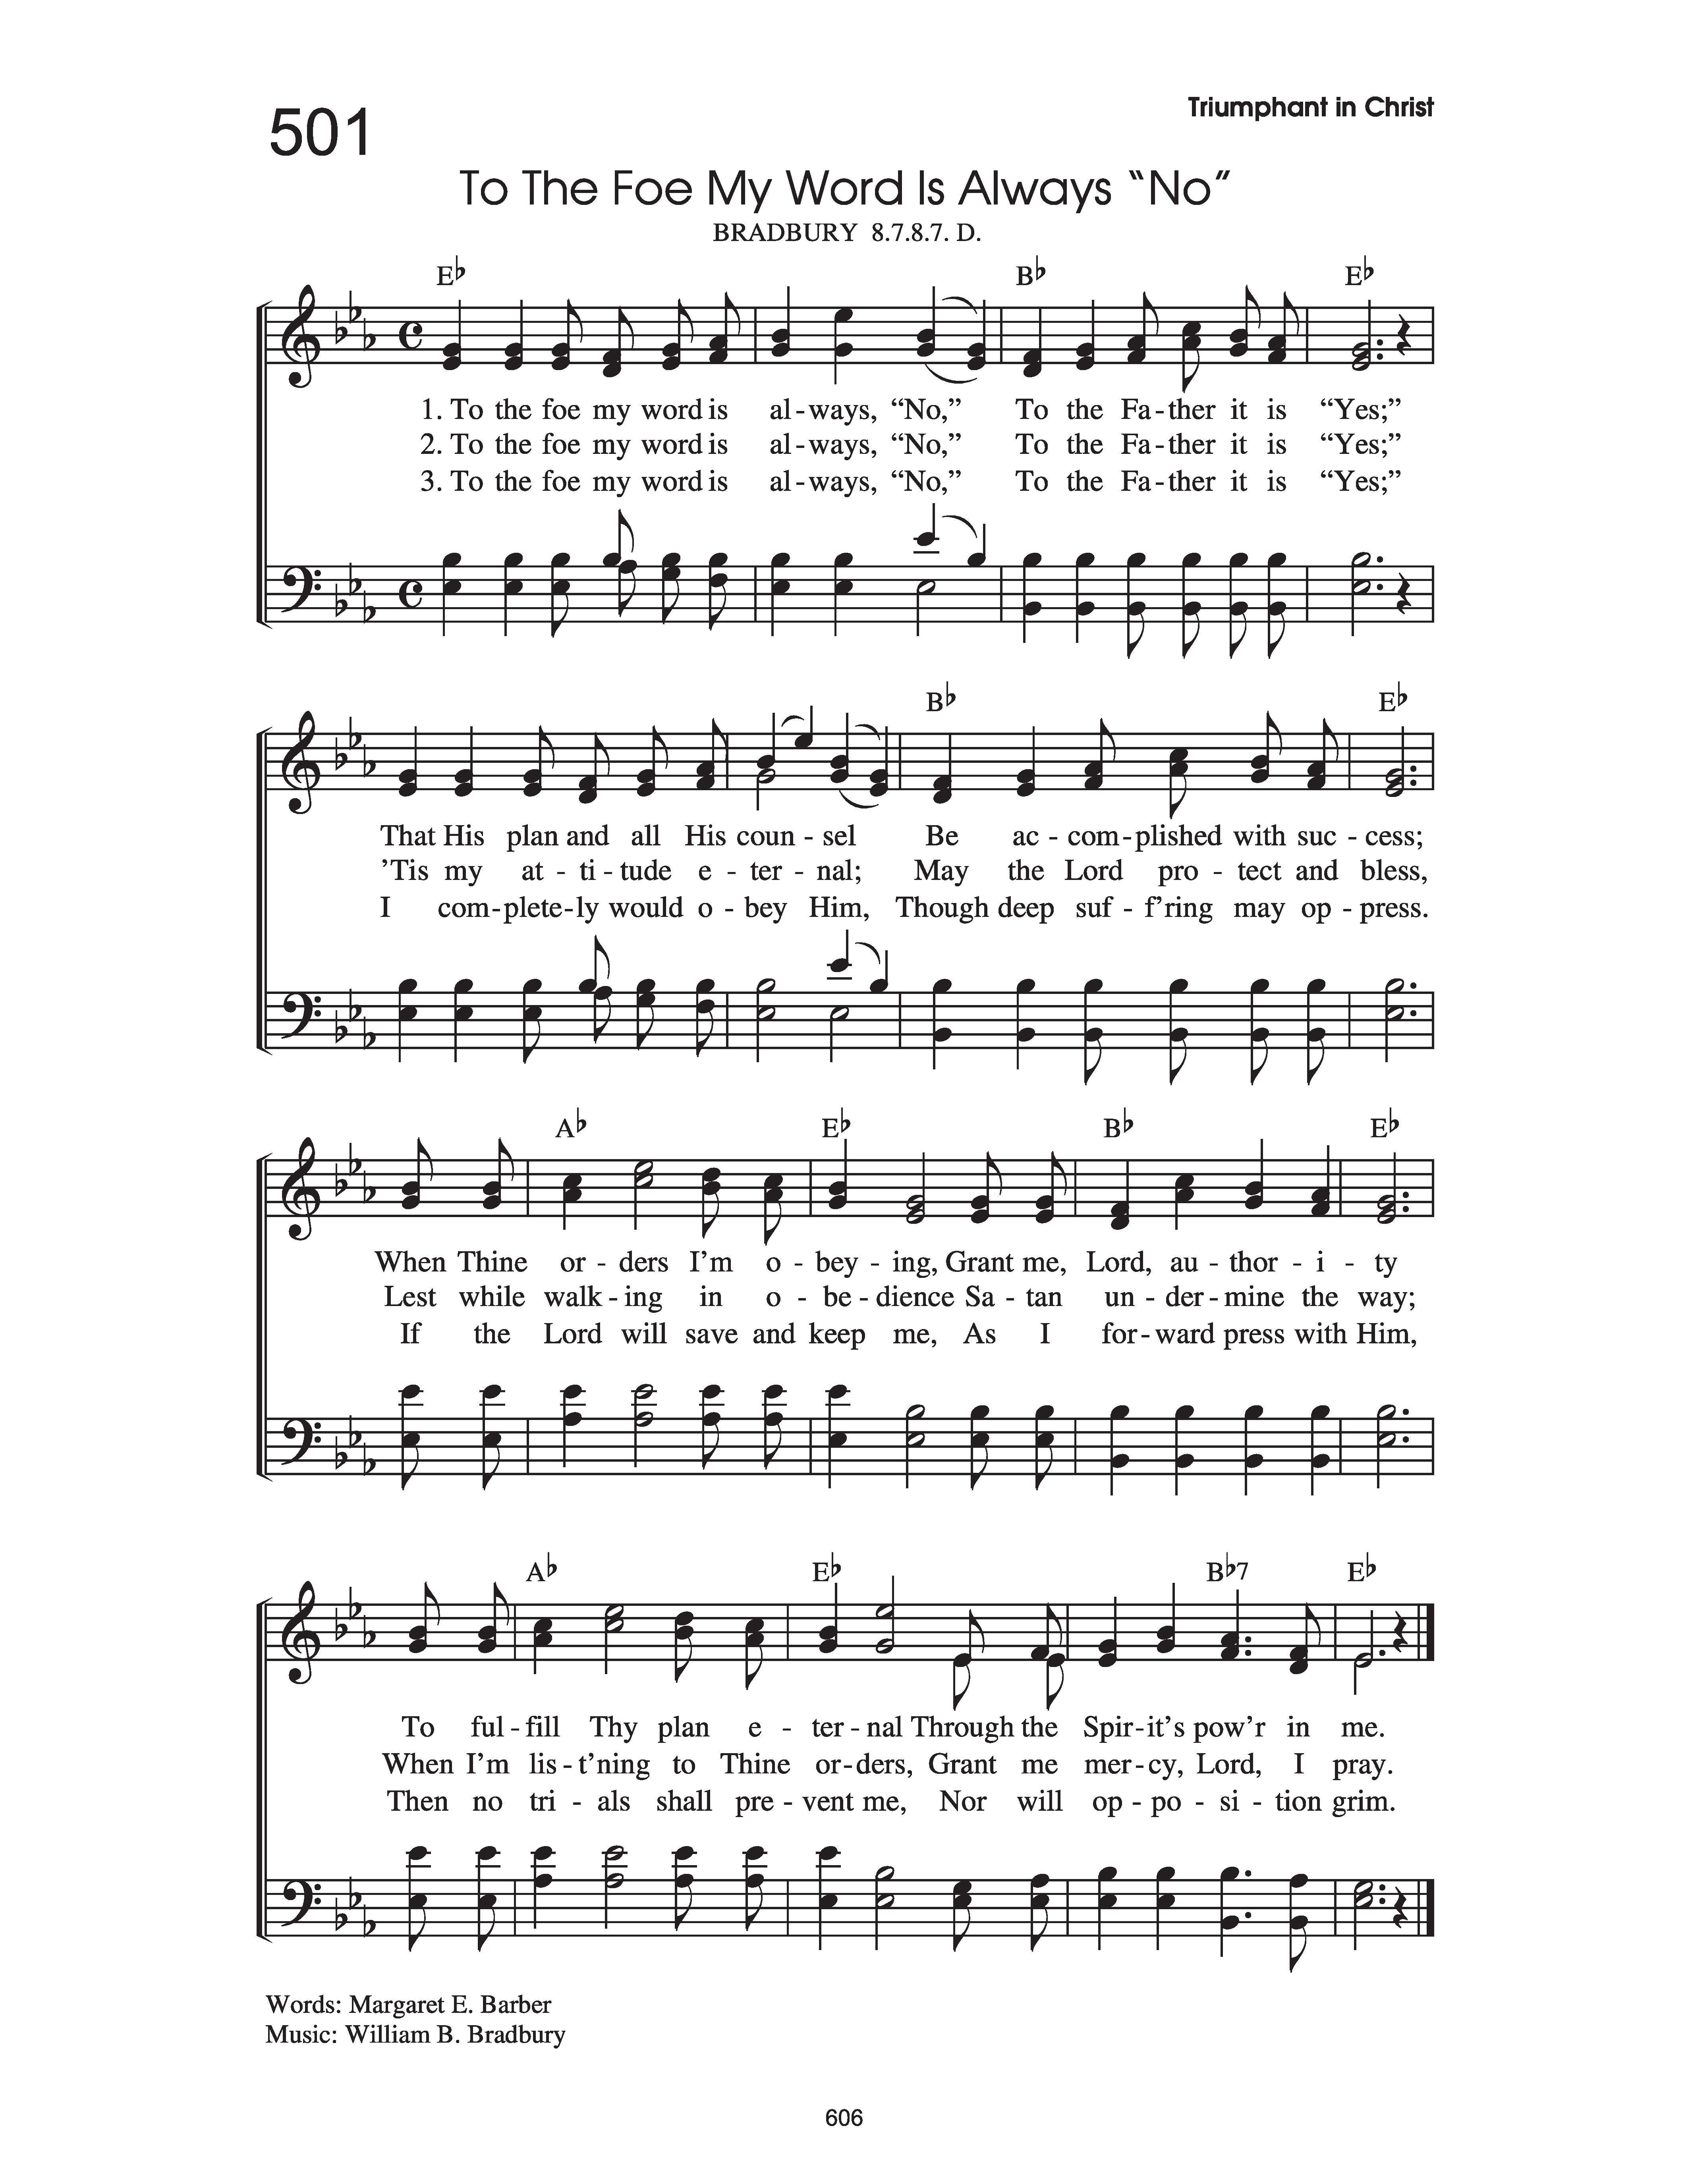 501
Triumphant in Christ
To The Foe My Word Is Always “No”
BRADBURY 8.7.8.7. D.
E♭ B♭ E♭
1. To the foe my word is al-ways, “No,” To the Fa-ther it is “Yes;”
2. To the foe my word is al-ways, “No,” To the Fa-ther it is “Yes;”
3. To the foe my word is al-ways, “No,” To the Fa-ther it is “Yes;”
B♭ E♭
That His plan and all His coun-sel Be ac-com-plished with suc-cess;
’Tis my at-ti-tude e-ter-nal; May the Lord pro-tect and bless,
I com-plete-ly would o-bey Him, Though deep suf-f’ring may op-press.
A♭ E♭ B♭ E♭
When Thine or-ders I’m o-bey-ing, Grant me, Lord, au-thor-i-ty
Lest while walk-ing in o-be-dience Sa-tan un-der-mine the way;
If the Lord will save and keep me, As I for-ward press with Him,
A♭ E♭ B♭7 E♭
To ful-fill Thy plan e-ter-nal Through the Spir-it’s pow’r in me.
When I’m lis-t’ning to Thine or-ders, Grant me mer-cy, Lord, I pray.
Then no tri-als shall pre-vent me, Nor will op-po-si-tion grim.
Words: Margaret E. Barber
Music: William B. Bradbury
606